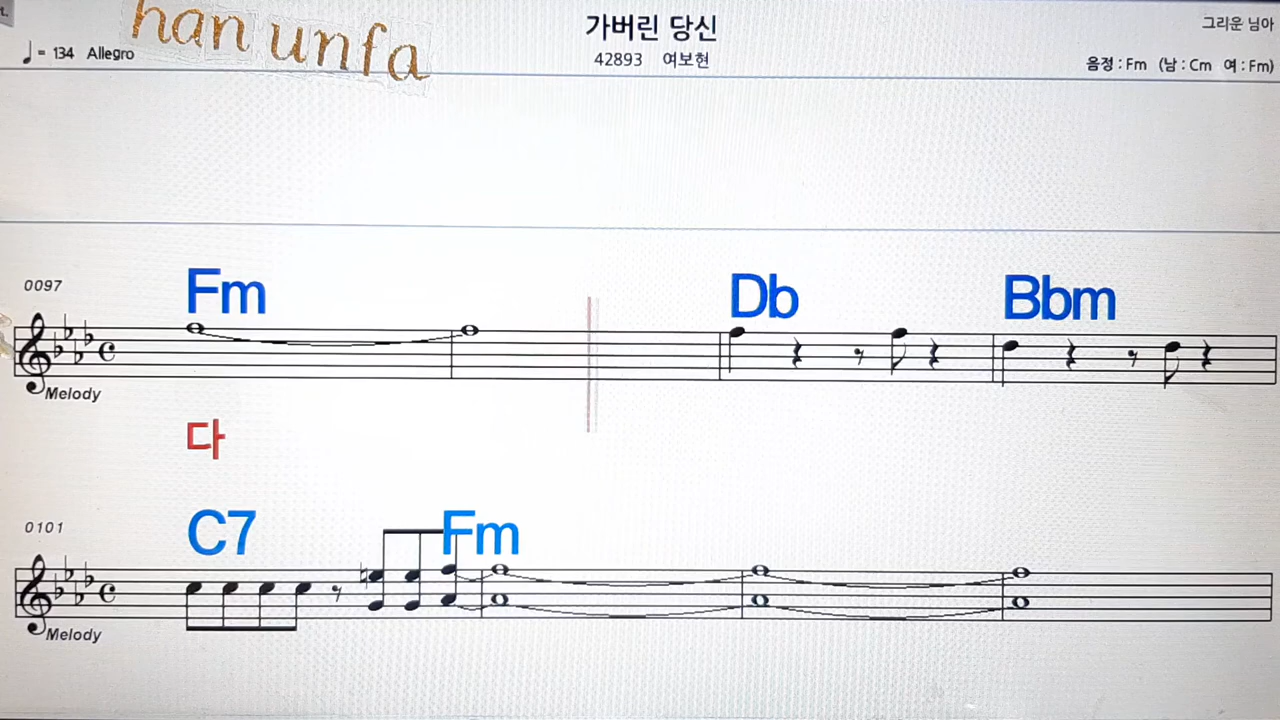 t.
han unfa
가버린 당신
그리운 님아
♩ = 134 Allegro
42893 여보현
음정 : Fm (남 : Cm 여 : Fm)
0097
Fm
Db
Bbm
Melody
다
0101
C7
Fm
Melody